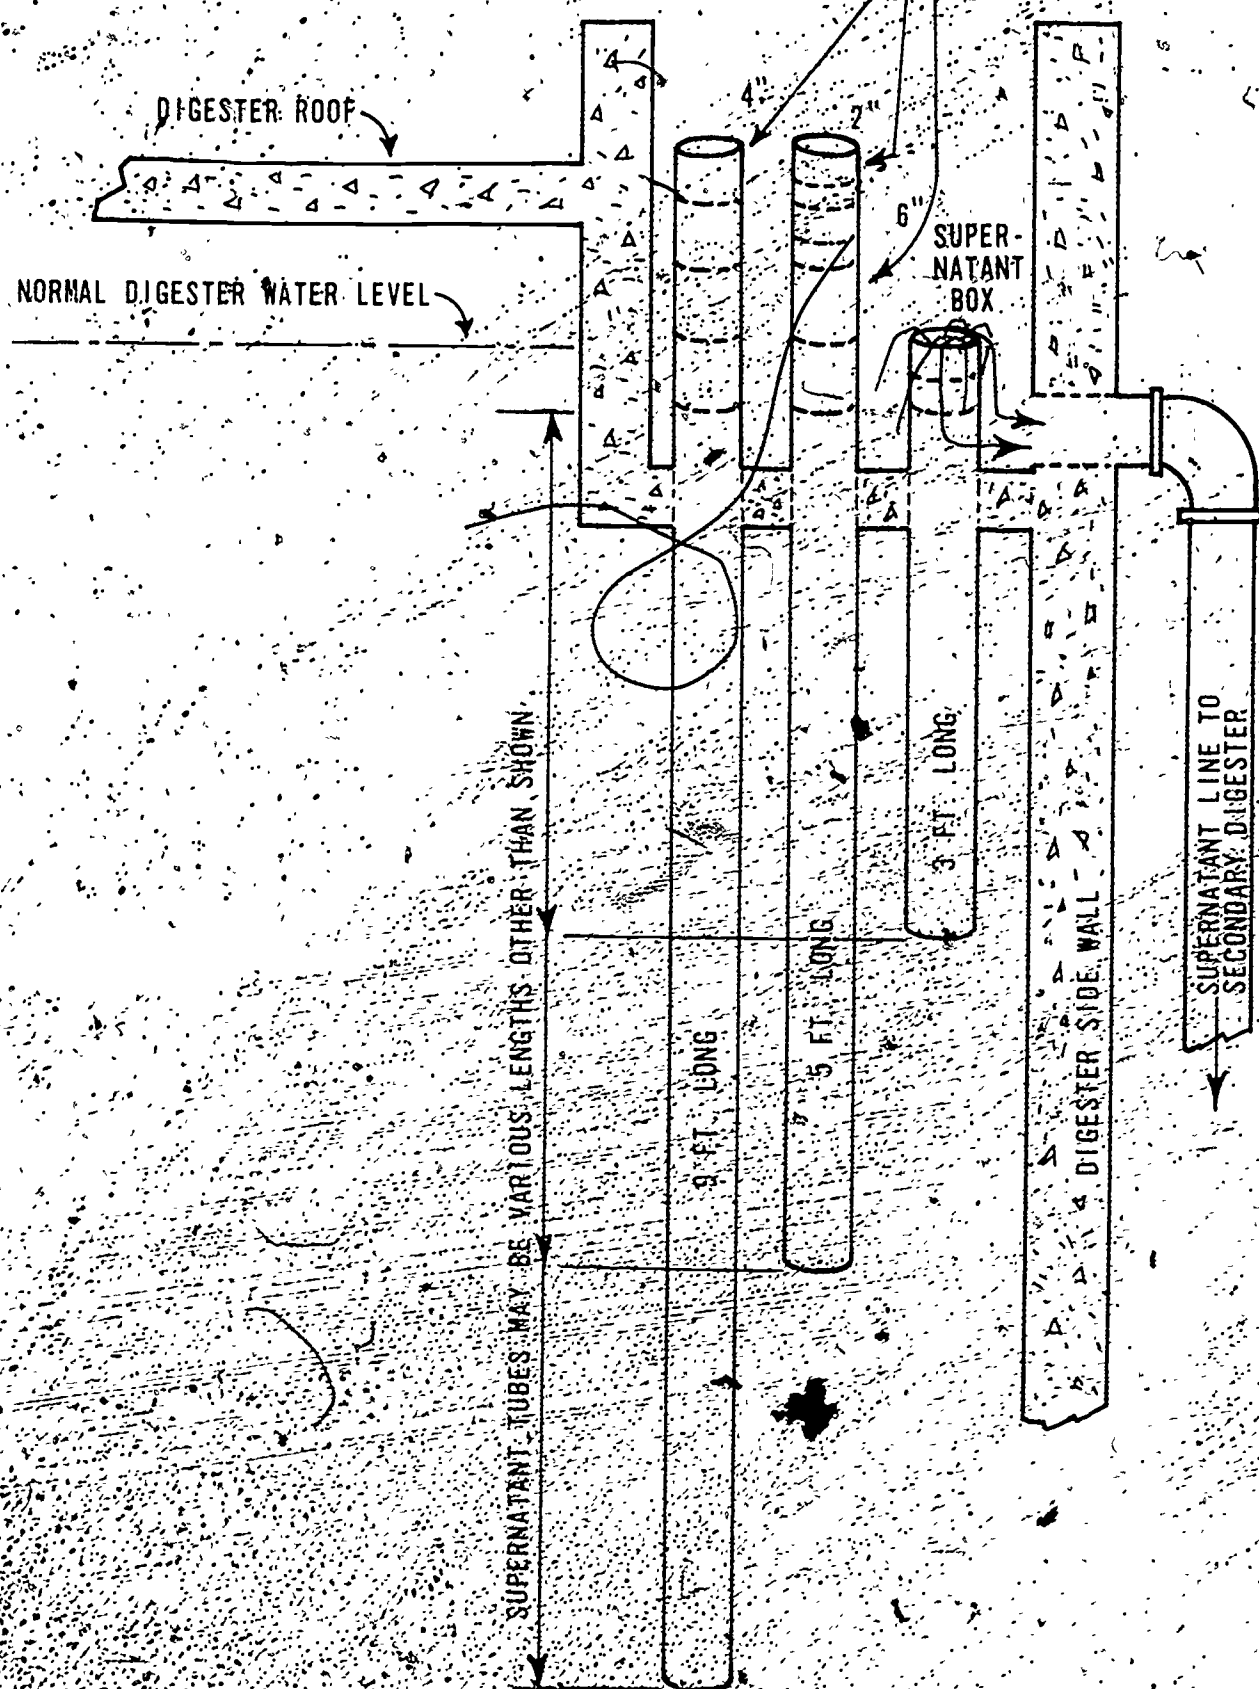 4"
DIGESTER ROOF
2"
6"
SUPER-
NATANT
BOX
NORMAL DIGESTER WATER LEVEL
SUPERNATANT TUBES MAY BE VARIOUS LENGTHS OTHER THAN SHOWN.
9 FT. LONG
5 FT. LONG
3 FT LONG
DIGESTER SIDE WALL
SUPERNATANT LINE TO
SECONDARY DIGESTER